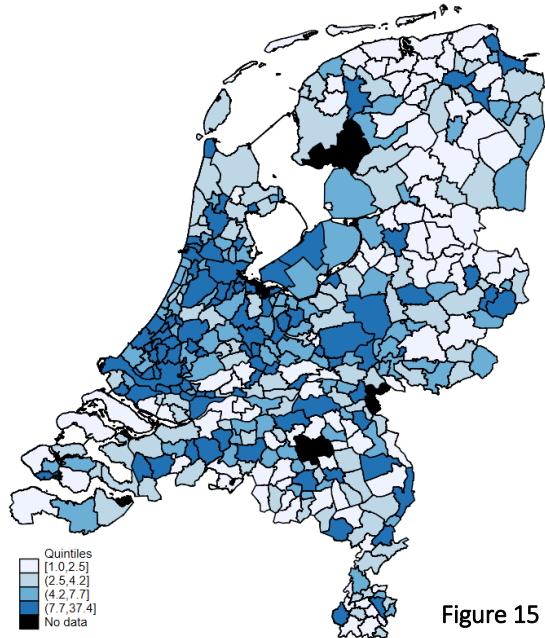 Quintiles
[1.0,2.5]
(2.5,4.2]
(4.2,7.7]
(7.7,37.4]
No data
Figure 15